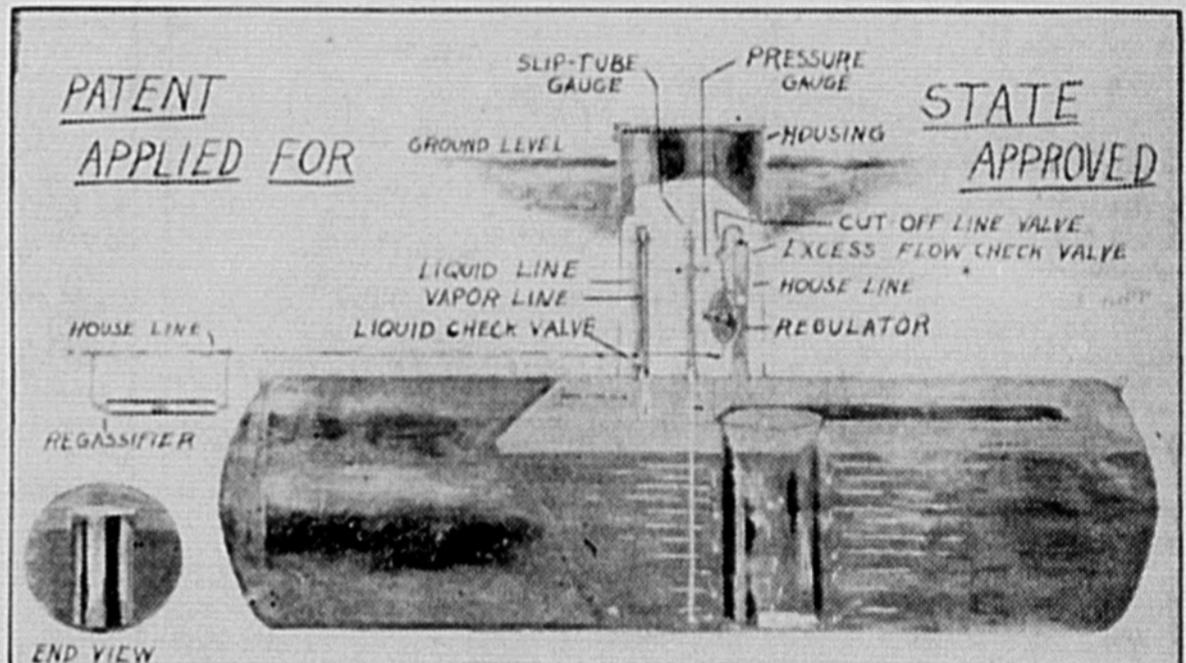 PATENT
APPLIED FOR
SLIP-TUBE
GAUGE
PRESSURE
GAUGE
STATE
APPROVED
GROUND LEVEL
HOUSING
CUT-OFF LINE VALVE
EXCESS FLOW CHECK VALVE
LIQUID LINE
VAPOR LINE
LIQUID CHECK VALVE
HOUSE LINE
REGULATOR
HOUSE LINE
REGASSIFIER
END VIEW